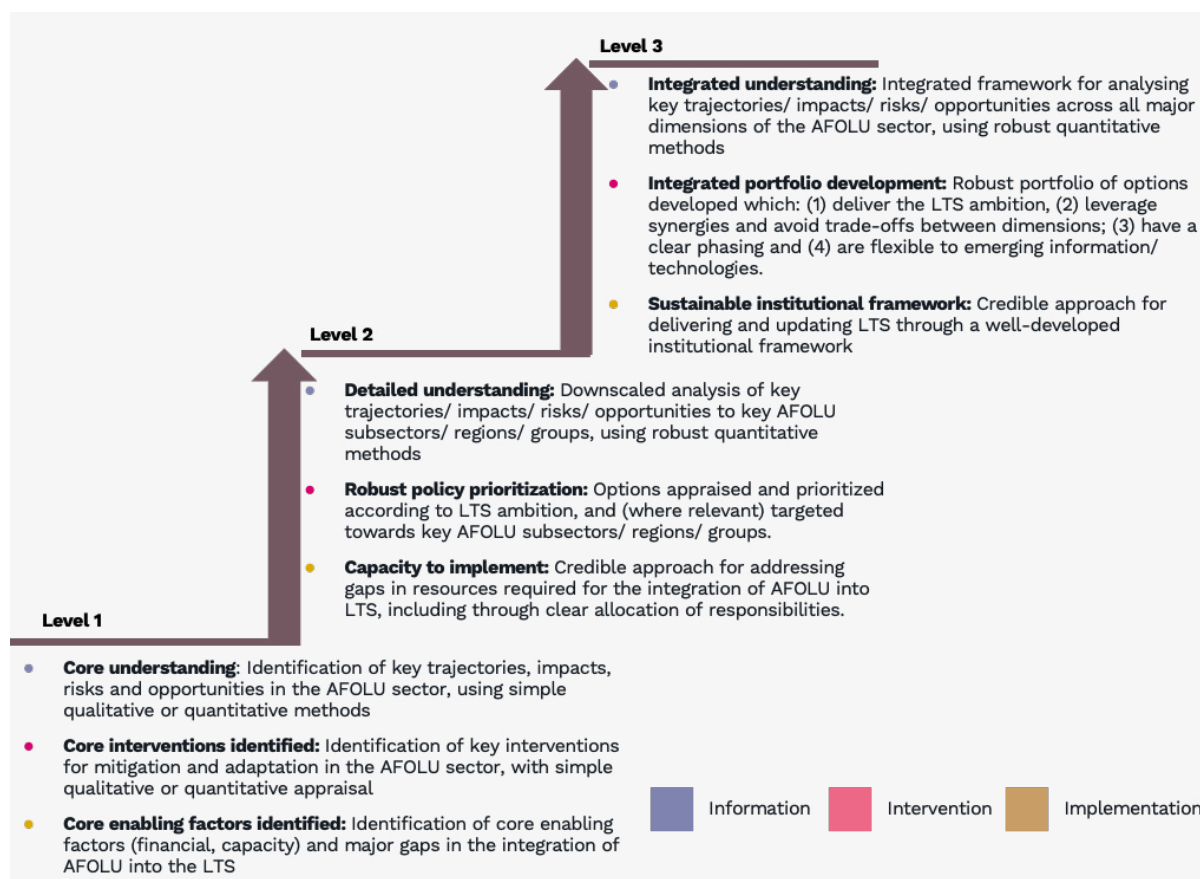 Level 3
Integrated understanding: Integrated framework for analysing
key trajectories/ impacts/ risks/ opportunities across all major
dimensions of the AFOLU sector, using robust quantitative
methods
Integrated portfolio development: Robust portfolio of options
developed which: (1) deliver the LTS ambition, (2) leverage
synergies and avoid trade-offs between dimensions; (3) have a
clear phasing and (4) are flexible to emerging information/
technologies.
Sustainable institutional framework: Credible approach for
delivering and updating LTS through a well-developed
institutional framework
Level 2
Detailed understanding: Downscaled analysis of key
trajectories/ impacts/ risks/ opportunities to key AFOLU
subsectors/ regions/ groups, using robust quantitative
methods
Robust policy prioritization: Options appraised and prioritized
according to LTS ambition, and (where relevant) targeted
towards key AFOLU subsectors/ regions/ groups.
Capacity to implement: Credible approach for addressing
gaps in resources required for the integration of AFOLU into
LTS, including through clear allocation of responsibilities.
Level 1
Core understanding: Identification of key trajectories, impacts,
risks and opportunities in the AFOLU sector, using simple
qualitative or quantitative methods
Core interventions identified: Identification of key interventions
for mitigation and adaptation in the AFOLU sector, with simple
qualitative or quantitative appraisal
Core enabling factors identified: Identification of core enabling
factors (financial, capacity) and major gaps in the integration of
AFOLU into the LTS
Information
Intervention
Implementation